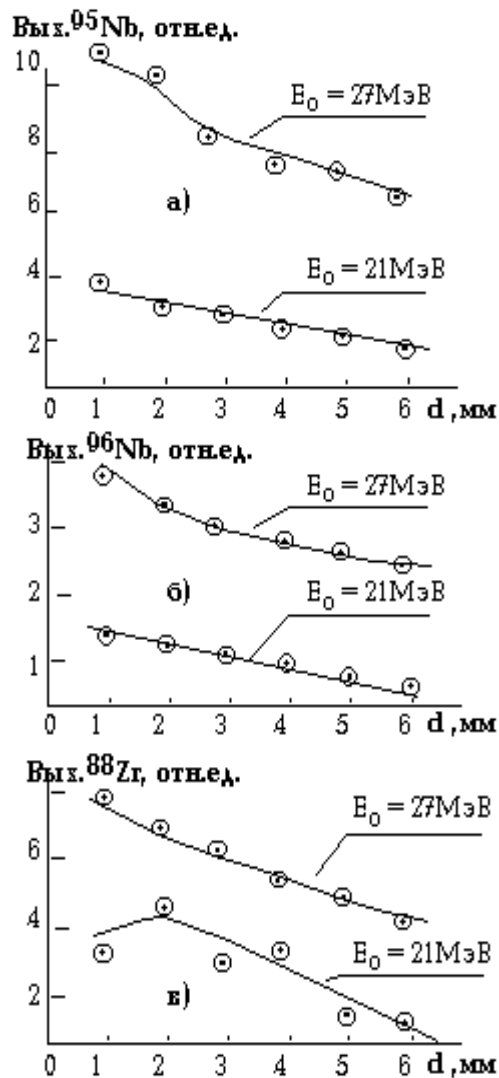 Вых.95Nb, отн.ед.
10
E0 = 27МэВ
8
а)
6
E0 = 21МэВ
4
2
0 1 2 3 4 5 6 d ,мм
Вых.96Nb, отн.ед.
E0 = 27МэВ
3
2
б)
E0 = 21МэВ
1
0 1 2 3 4 5 6 d ,мм
Вых.88Zr, отн.ед.
E0 = 27МэВ
6
4
E0 = 21МэВ
2
в)
0 1 2 3 4 5 6 d ,мм